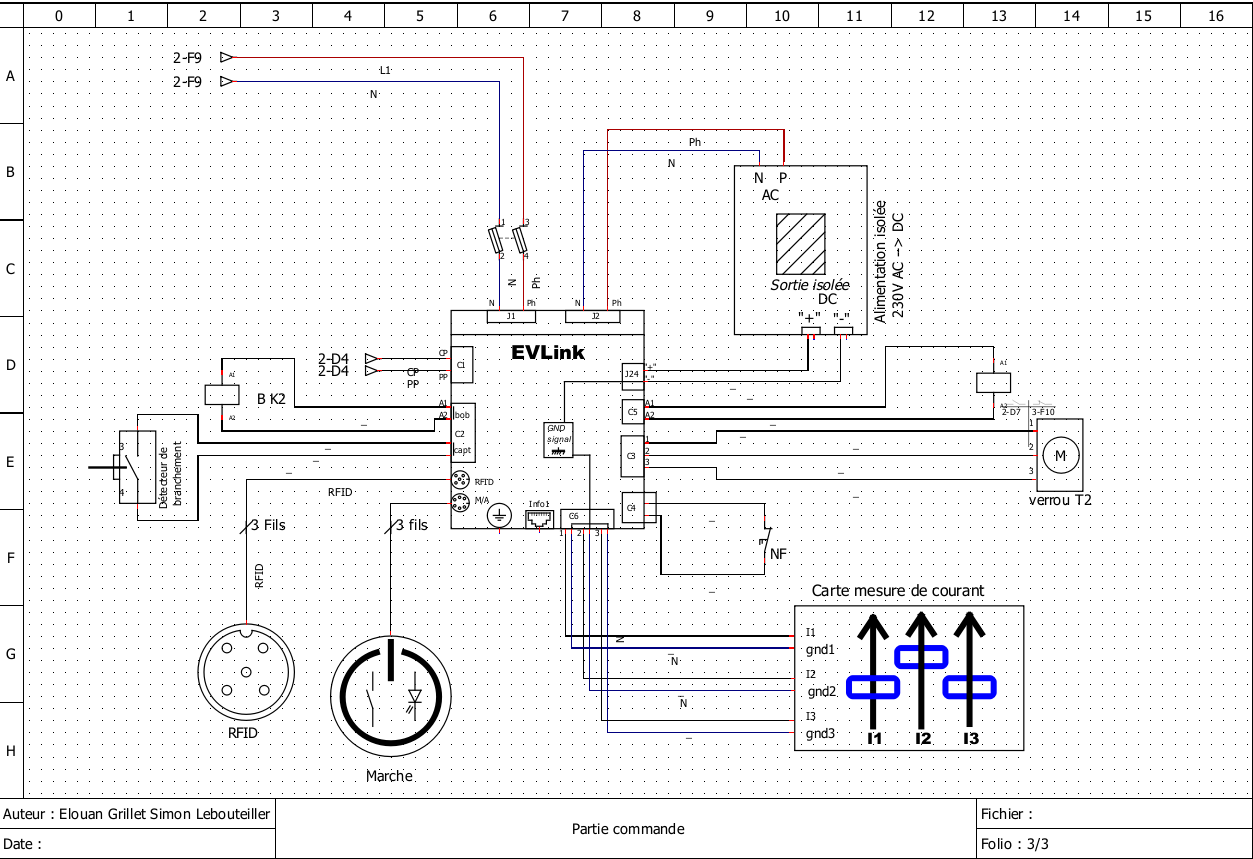 0 1 2 3 4 5 6 7 8 9 10 11 12 13 14 15 16
A
B
C
D
E
F
G
H
2-F9
L1
2-F9
N
Ph
N
N P
AC
Sortie isolée
DC
"+" "-"
Alimentation isolée
230V AC --> DC
1 3
2 4
N Ph
N Ph
J1
N Ph
J2
EVLink
2-D4
2-D4
CP
PP
CP
PP
C1
J24
"+"
"-"
A1
A2
B K2
A1
A2
bob
C2
capt
C5
A1
A2
A1
A2
2-D7 3-F10
GND
signal
C3
1
2
3
1
2
3
M
verrou T2
3
4
Détecteur de
branchement
RFID
RFID
M/A
Info1
C6
C4
1 2 3
3 Fils
3 fils
RFID
NF
Carte mesure de courant
N
I1
gnd1
N
I2
gnd2
N
I3
gnd3
I1 I2 I3
RFID
Marche
Auteur : Elouan Grillet Simon Lebouteiller
Date :
Partie commande
Fichier :
Folio : 3/3